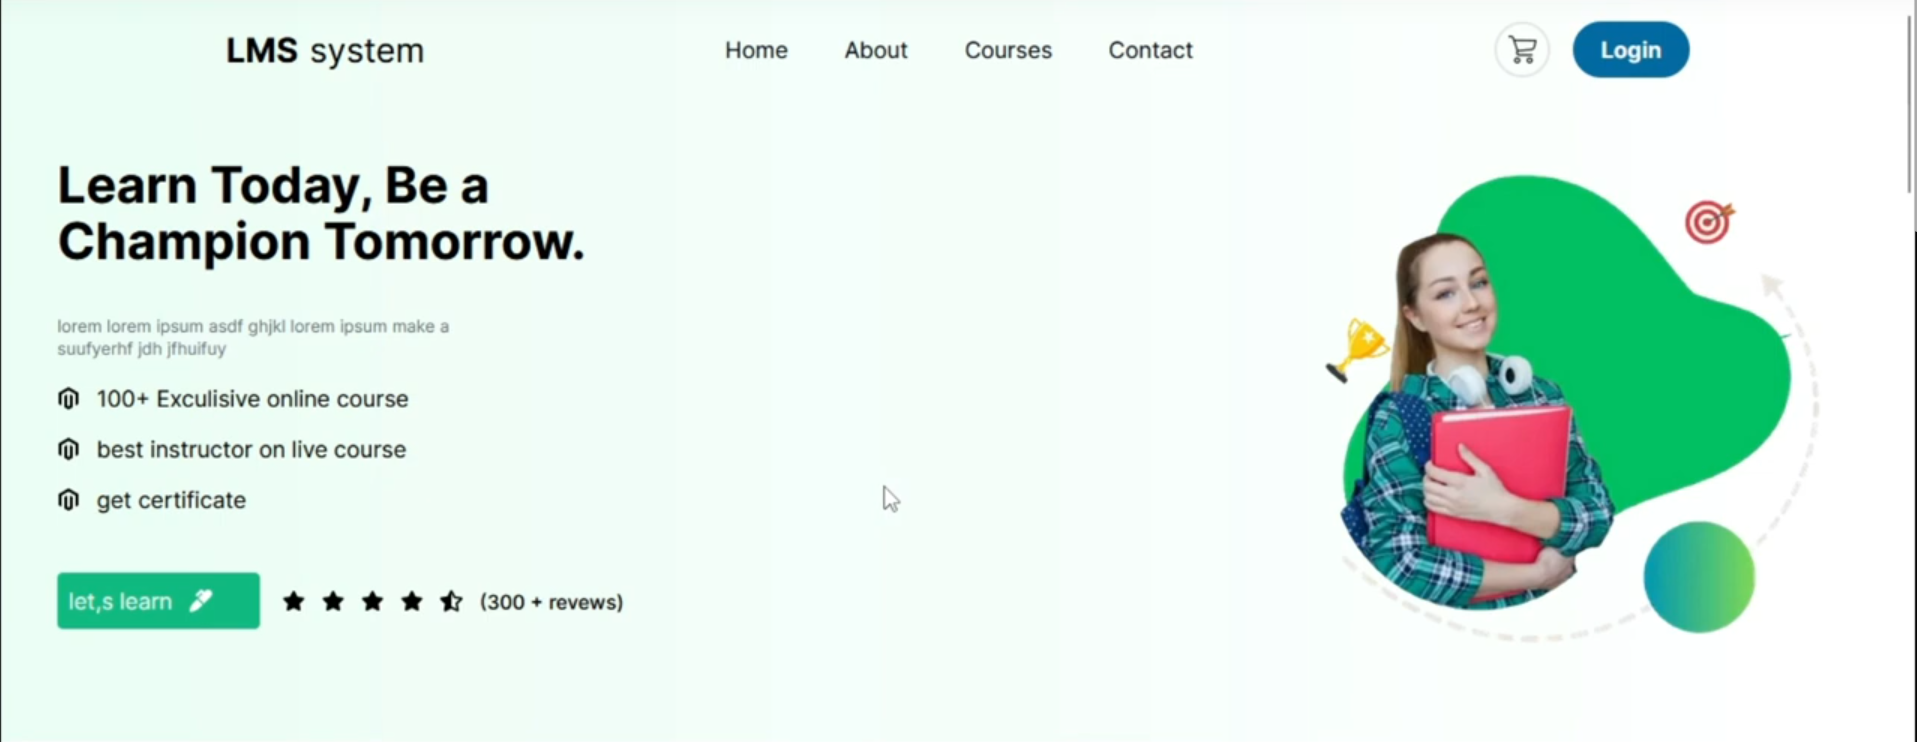 LMS system
Home
About
Courses
Contact
Login
Learn Today, Be a
Champion Tomorrow.
lorem lorem ipsum asdf ghjkl lorem ipsum make a
suufyerhf jdh jfhuifuy
100+ Exculisive online course
best instructor on live course
get certificate
let,s learn
(300 + revews)